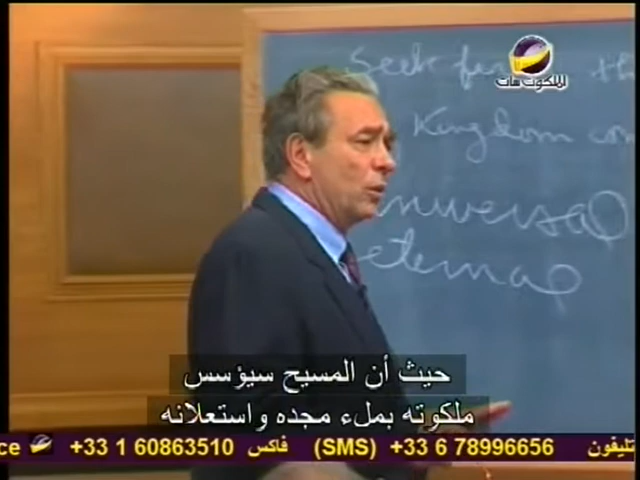 Seek
Kingdom
universal
eternal
الملكوت سات
حيث أن المسيح سيؤسس
ملكوته بملء مجده واستعلانه
تليفون +33 6 78996656 (SMS) فاكس +33 1 60863510